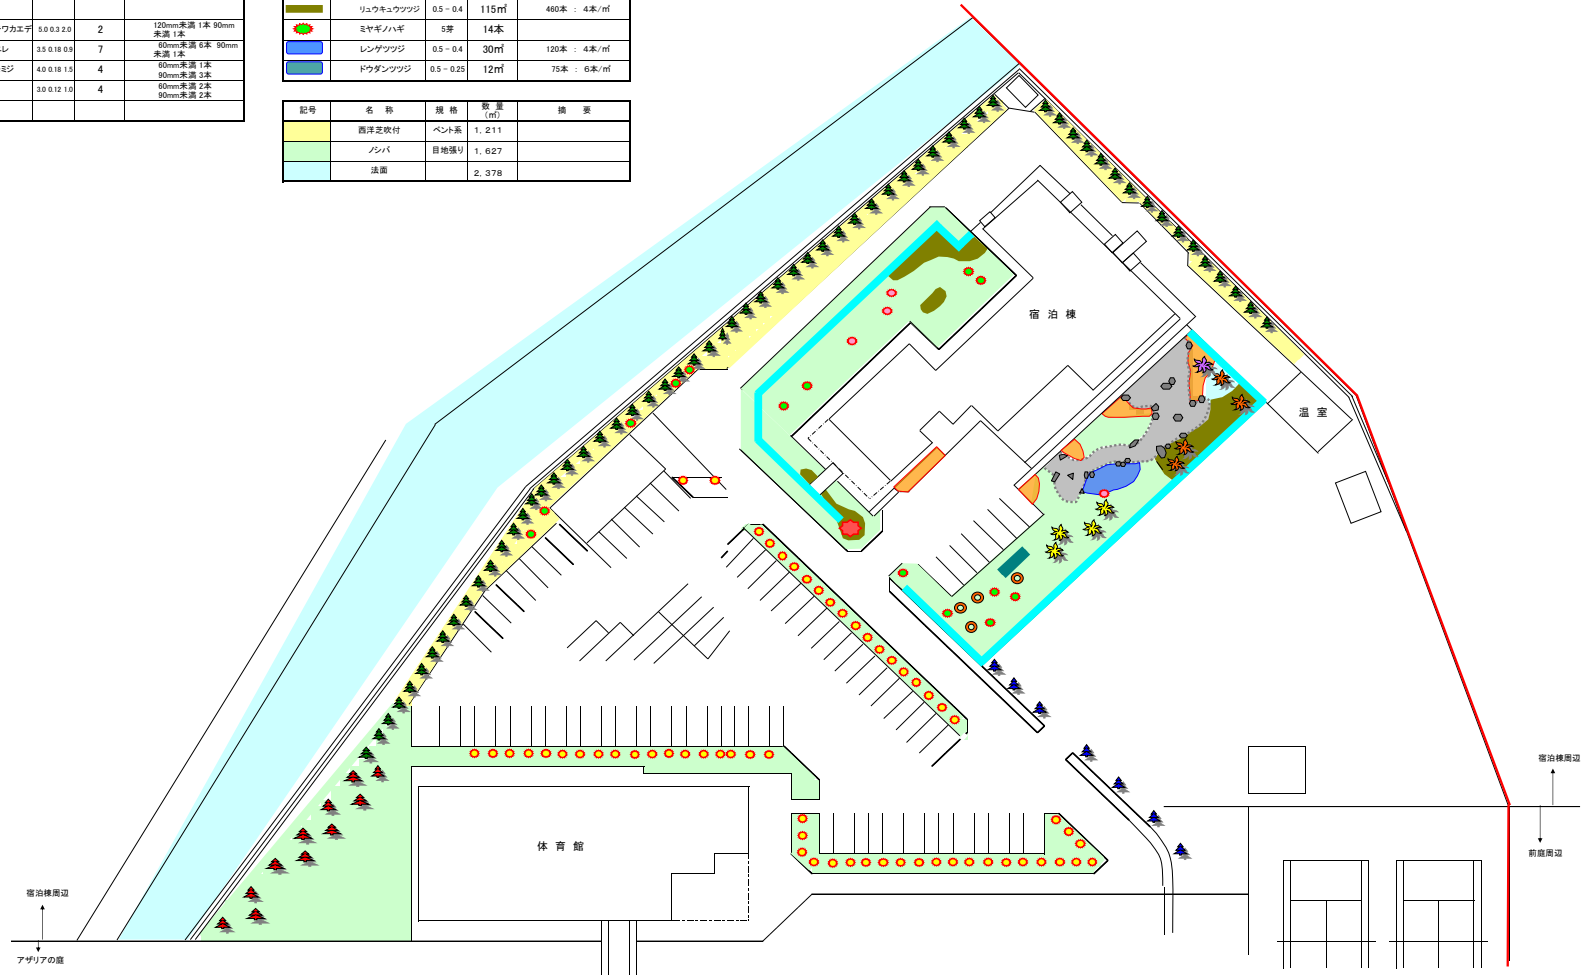 ワカエデ 5.0 0.3 2.0 2 120mm未満 1本 90mm
未満 1本
レ 3.5 0.18 0.9 7 60mm未満 6本 90mm
未満 1本
ミジ 4.0 0.18 1.5 4 60mm未満 1本
90mm未満 3本
3.0 0.12 1.0 4 60mm未満 2本
90mm未満 2本
リュウキュウツツジ 0.5 - 0.4 115㎡ 460本 : 4本/㎡
ミヤギノハギ 5芽 14本
レンゲツツジ 0.5 - 0.4 30㎡ 120本 : 4本/㎡
ドウダンツツジ 0.5 - 0.25 12㎡ 75本 : 6本/㎡
記号 名 称 規 格 数 量 摘 要
(㎡)
西洋芝吹付 ベント系 1, 211
ノシバ 目地張り 1, 627
法面 2, 378
宿 泊 棟
温 室
体 育 館
宿泊棟周辺
前庭周辺
宿泊棟周辺
アザリアの庭